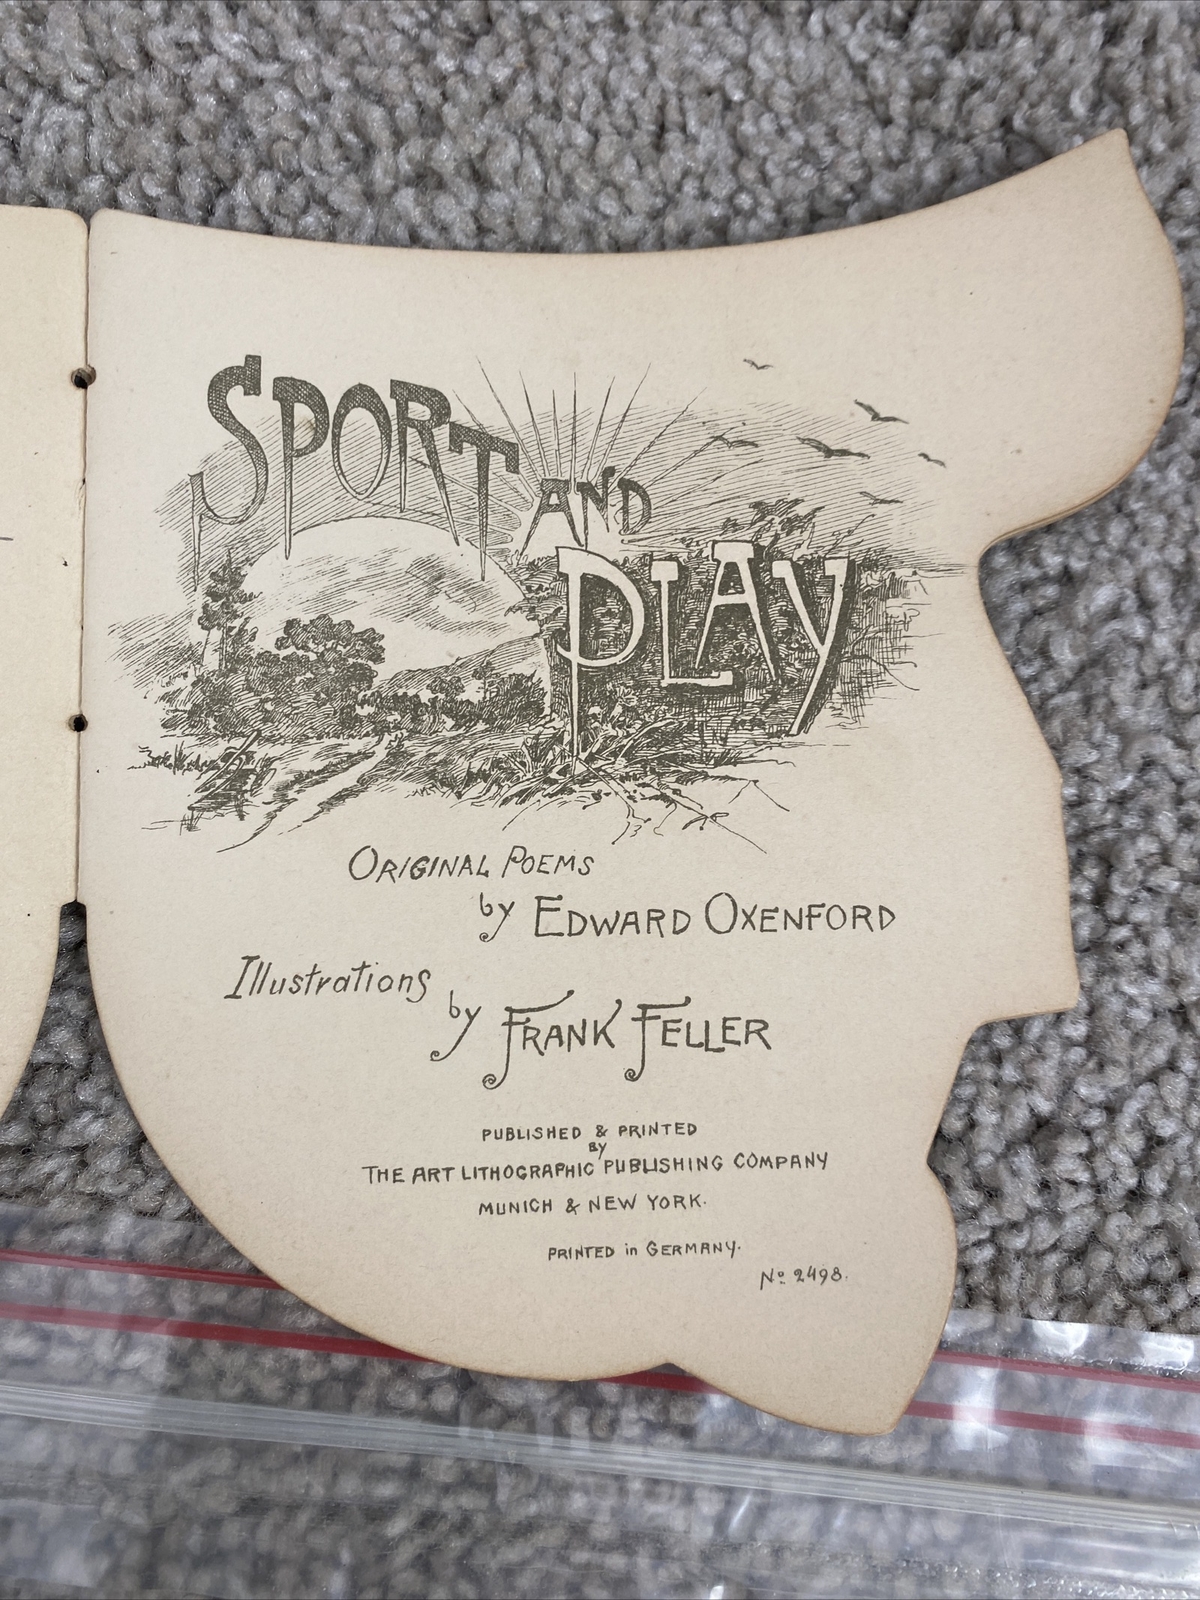 SPORT
AND
PLAY
ORIGINAL POEMS
by EDWARD OXENFORD
Illustrations
by FRANK FELLER
PUBLISHED & PRINTED
BY
THE ART LITHOGRAPHIC PUBLISHING COMPANY
MUNICH & NEW YORK.
PRINTED in GERMANY.
No. 2498.